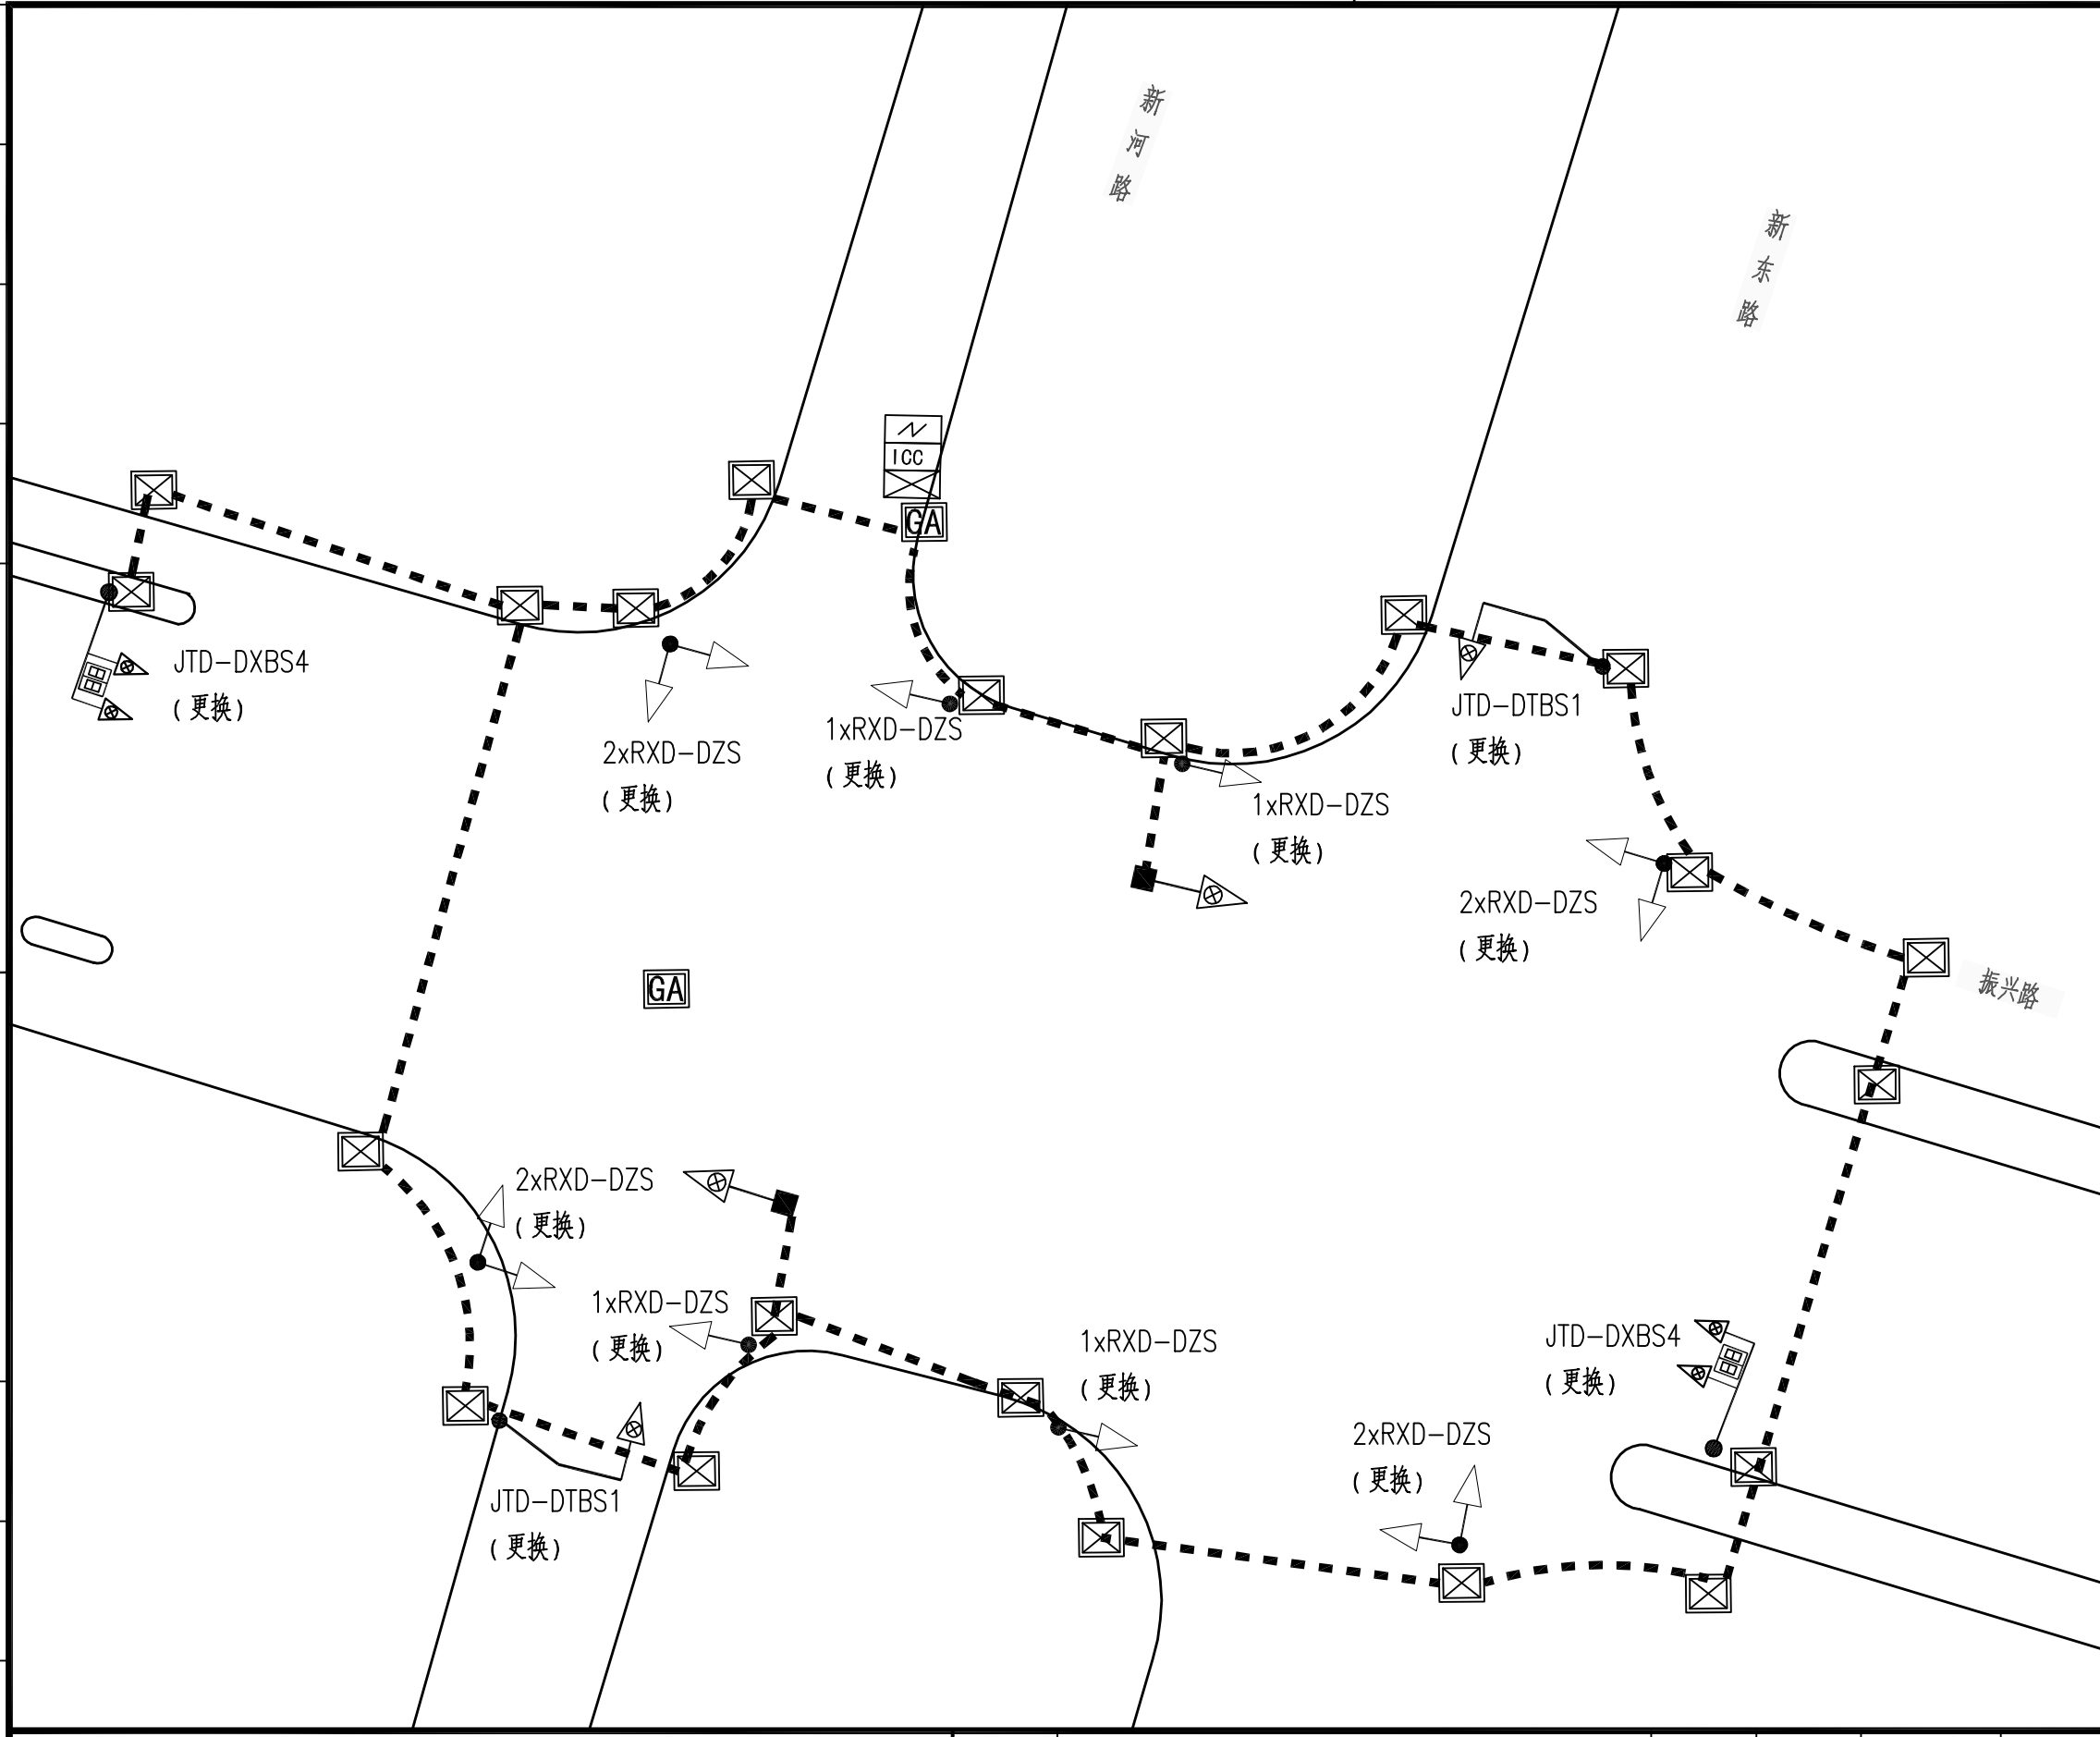 新河路
新东路
ICC
GA
JTD-DXBS4
(更换)
2xRXD-DZS
(更换)
1xRXD-DZS
(更换)
1xRXD-DZS
(更换)
JTD-DTBS1
(更换)
2xRXD-DZS
(更换)
振兴路
GA
2xRXD-DZS
(更换)
1xRXD-DZS
(更换)
1xRXD-DZS
(更换)
JTD-DXBS4
(更换)
2xRXD-DZS
(更换)
JTD-DTBS1
(更换)